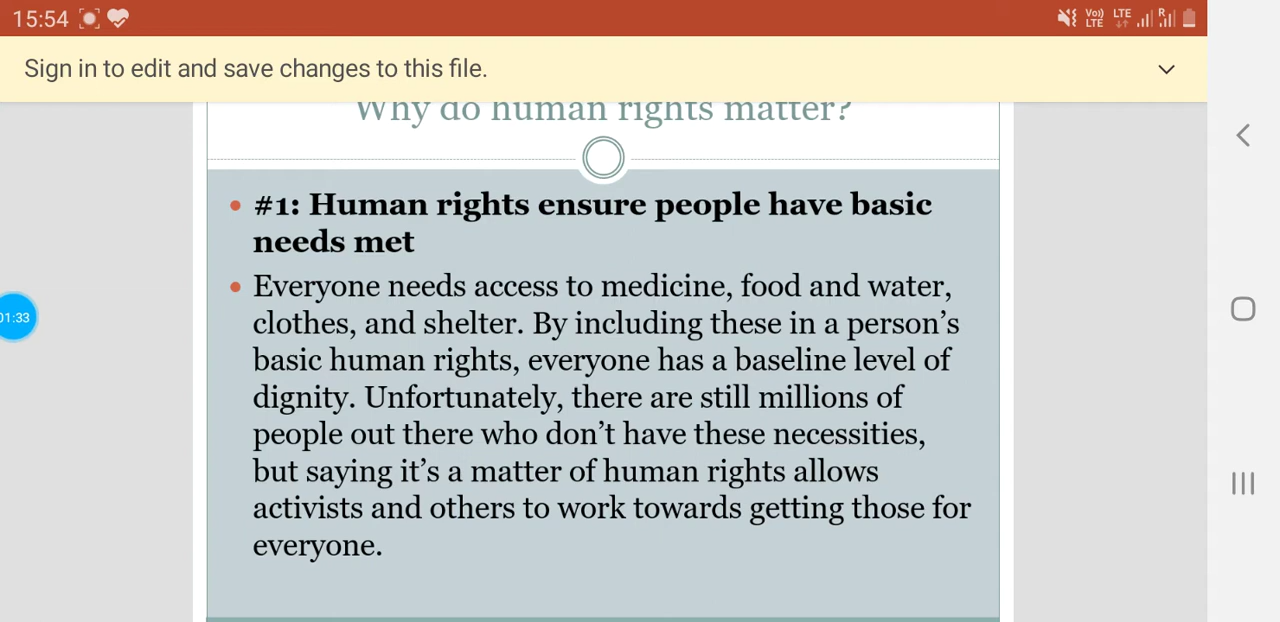 15:54
Vo)) LTE LTE R
Sign in to edit and save changes to this file.
Why do human rights matter?
• #1: Human rights ensure people have basic
needs met
• Everyone needs access to medicine, food and water,
clothes, and shelter. By including these in a person’s
basic human rights, everyone has a baseline level of
dignity. Unfortunately, there are still millions of
people out there who don’t have these necessities,
but saying it’s a matter of human rights allows
activists and others to work towards getting those for
everyone.
01:33